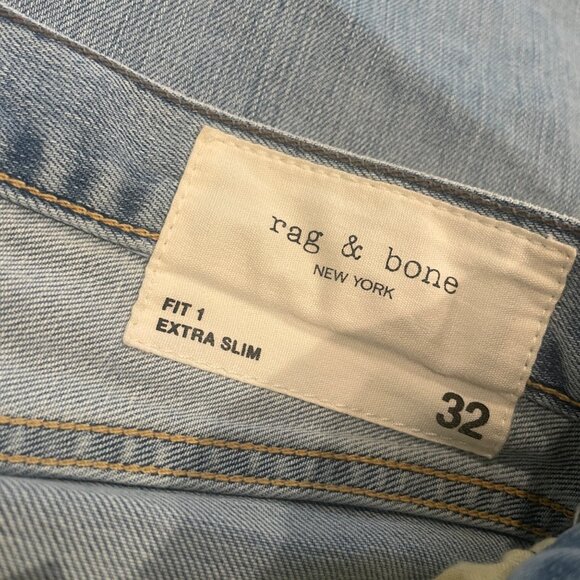 rag & bone
NEW YORK
FIT 1
EXTRA SLIM
32